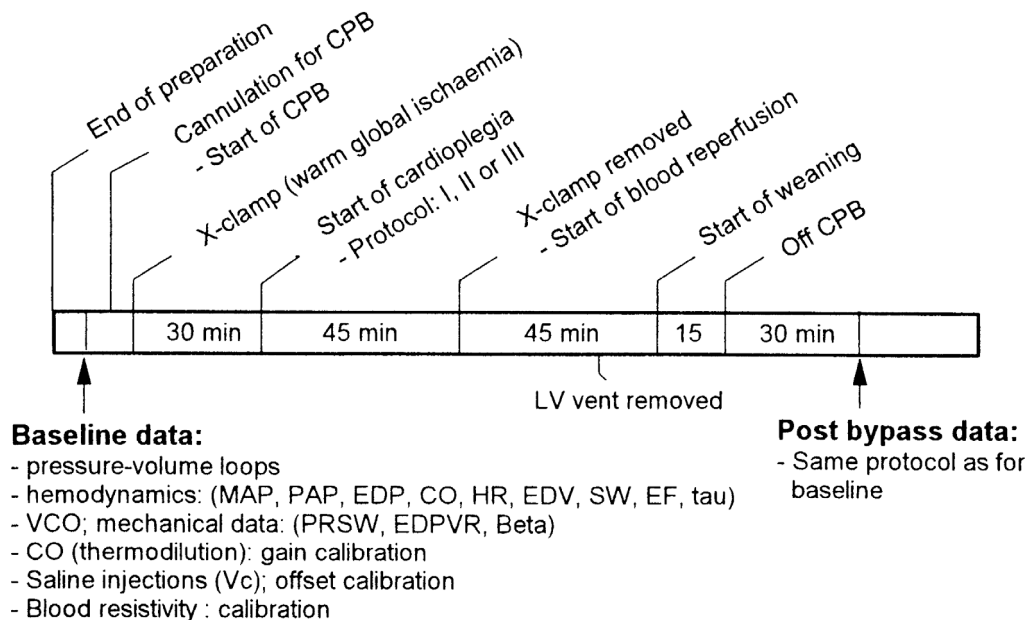 End of preparation
Cannulation for CPB
- Start of CPB
X-clamp (warm global ischaemia)
Start of cardioplegia
- Protocol: I, II or III
X-clamp removed
- Start of blood reperfusion
Start of weaning
Off CPB
30 min
45 min
45 min
15
30 min
LV vent removed
Baseline data:
- pressure-volume loops
- hemodynamics: (MAP, PAP, EDP, CO, HR, EDV, SW, EF, tau)
- VCO; mechanical data: (PRSW, EDPVR, Beta)
- CO (thermodilution): gain calibration
- Saline injections (Vc); offset calibration
- Blood resistivity : calibration
Post bypass data:
- Same protocol as for
baseline